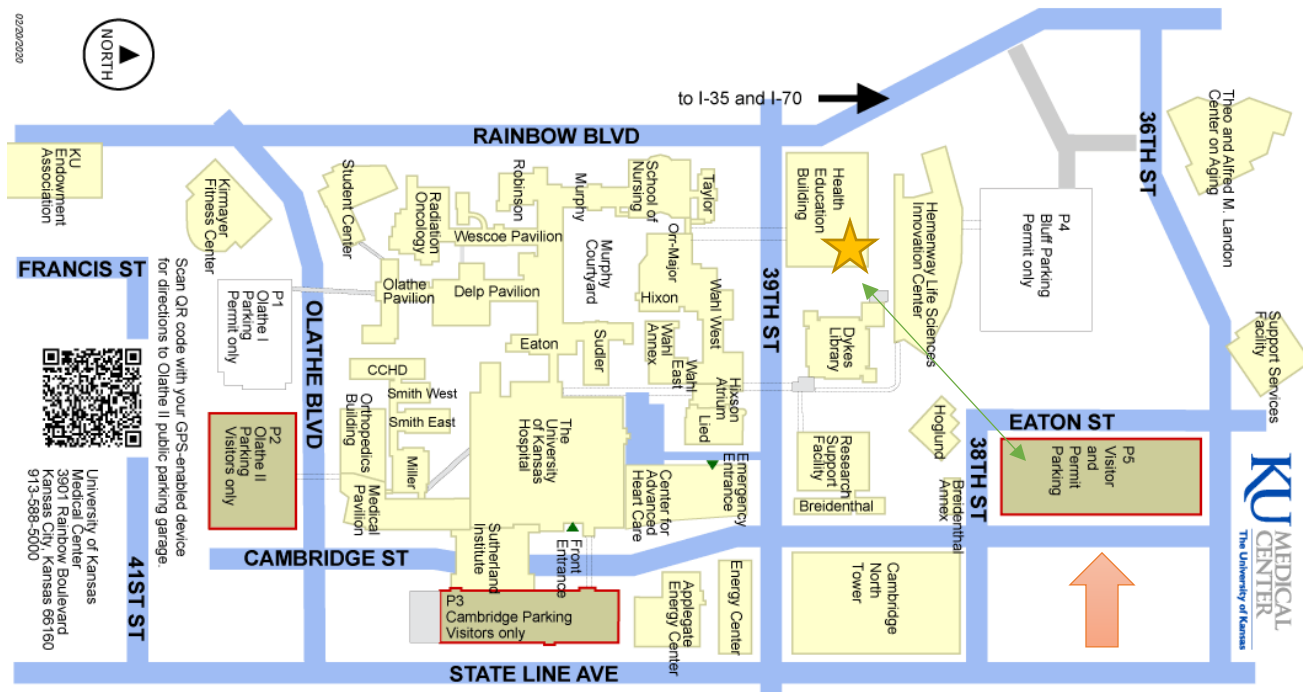 02/20/2020
NORTH
to I-35 and I-70
RAINBOW BLVD
36TH ST
Theo and Alfred M. Landon
Center on Aging
KU
Endowment
Association
Kirmayer
Fitness Center
Student Center
Radiation
Oncology
Robinson
Wescoe Pavilion
Murphy
School of
Nursing
Taylor
Health
Education
Building
Hemenway Life Sciences
Innovation Center
P4
Bluff Parking
Permit only
FRANCIS ST
P1
Olathe I
Parking
Permit only
OLATHE BLVD
Olathe
Pavilion
Delp Pavilion
Murphy
Courtyard
Orr-Major
Hixon
Wahl West
39TH ST
Dykes
Library
Support Services
Facility
Eaton
Sudler
Wahl
Annex
Wahl
East
Hixson
Atrium
Lied
CCHD
Smith West
Smith East
Orthopedics
Building
Miller
Medical
Pavilion
The
University
of Kansas
Hospital
Emergency
Entrance
Center for
Advanced
Heart Care
Research
Support
Facility
Breidenthal
Hoglund
Breidenthal
Annex
38TH ST
EATON ST
P5
Visitor
and
Permit
Parking
P2
Olathe II
Parking
Visitors only
Scan QR code with your GPS-enabled device
for directions to Olathe II public parking garage.
University of Kansas
Medical Center
3901 Rainbow Boulevard
Kansas City, Kansas 66160
913-588-5000
41ST ST
CAMBRIDGE ST
Sutherland
Institute
Front
Entrance
P3
Cambridge Parking
Visitors only
Applegate
Energy Center
Energy Center
Cambridge
North
Tower
STATE LINE AVE
KU MEDICAL
CENTER
The University of Kansas